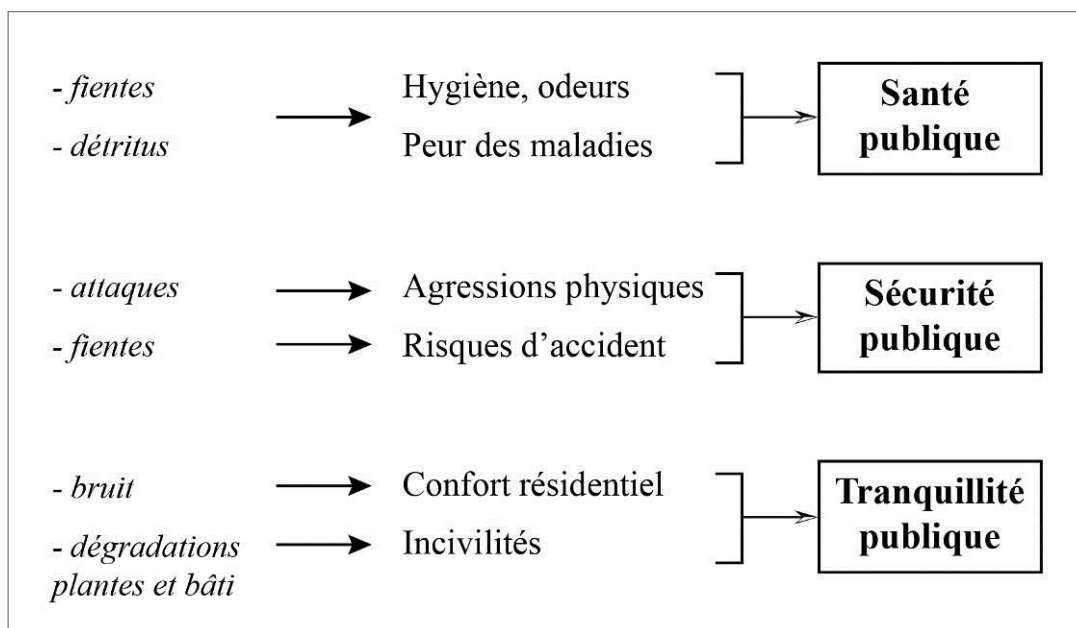 - fientes
- détritus
Hygiène, odeurs
Peur des maladies
Santé
publique
- attaques
- fientes
Agressions physiques
Risques d’accident
Sécurité
publique
- bruit
- dégradations
plantes et bâti
Confort résidentiel
Incivilités
Tranquillité
publique